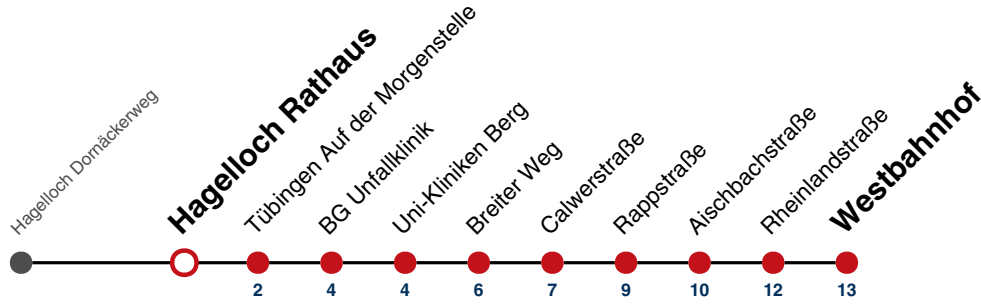 Hagelloch Dornäckerweg
Hagelloch Rathaus
Tübingen Auf der Morgenstelle
BG Unfallklinik
Uni-Kliniken Berg
Breiter Weg
Calwerstraße
Rappstraße
Aischbachstraße
Rheinlandstraße
Westbahnhof
2 4 4 6 7 9 10 12 13